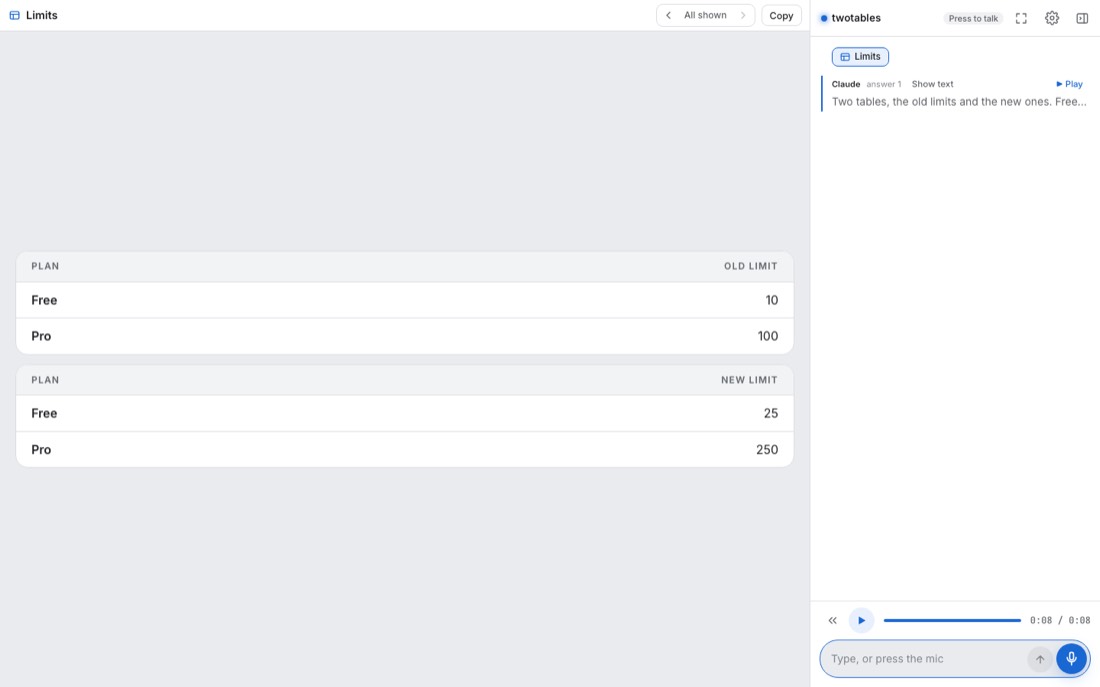 Limits
All shown
Copy
PLAN OLD LIMIT
Free 10
Pro 100
PLAN NEW LIMIT
Free 25
Pro 250
twotables
Press to talk
Limits
Claude answer 1 Show text Play
Two tables, the old limits and the new ones. Free...
0:08 / 0:08
Type, or press the mic